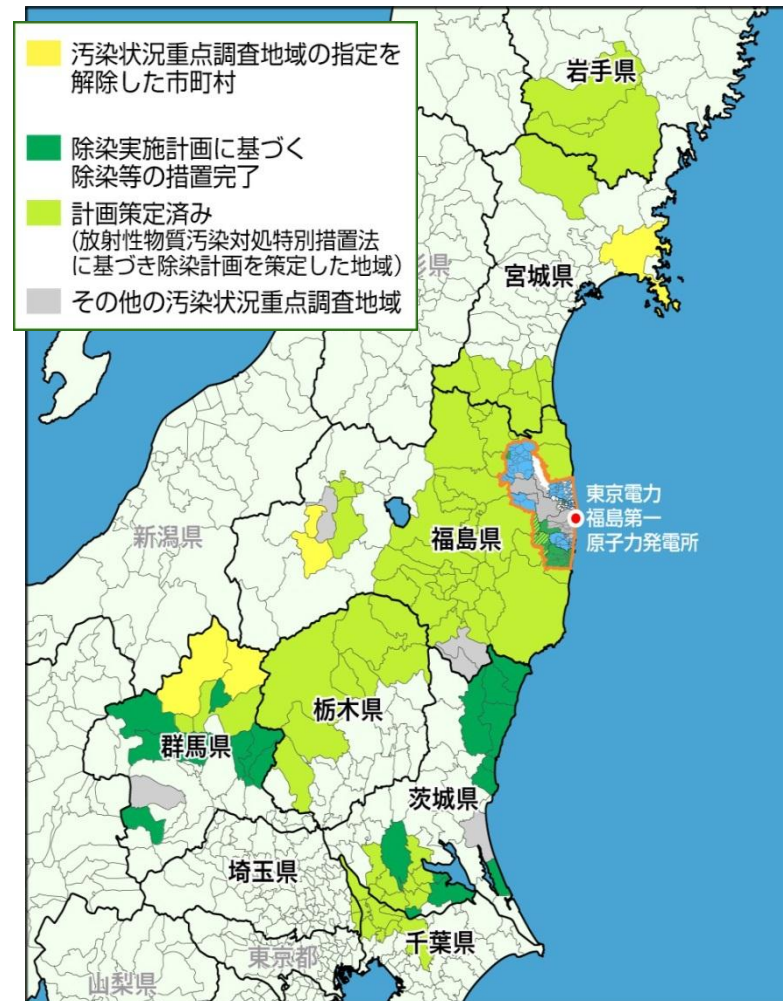 汚染状況重点調査地域の指定を
解除した市町村
除染実施計画に基づく
除染等の措置完了
計画策定済み
(放射性物質汚染対処特別措置法
に基づき除染計画を策定した地域)
その他の汚染状況重点調査地域
岩手県
形県
宮城県
東京電力
福島第一
原子力発電所
新潟県
福島県
栃木県
群馬県
茨城県
埼玉県
千葉県
東京都
山梨県